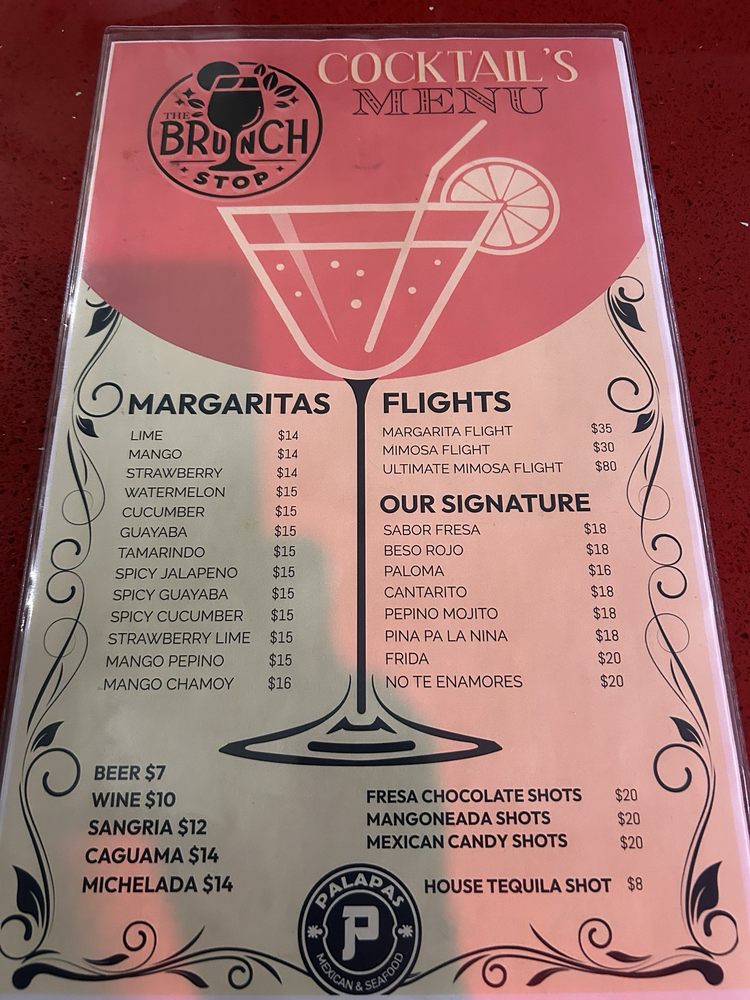 THE
BRUNCH
STOP
COCKTAIL'S
MENU
MARGARITAS
LIME $14
MANGO $14
STRAWBERRY $14
WATERMELON $15
CUCUMBER $15
GUAYABA $15
TAMARINDO $15
SPICY JALAPENO $15
SPICY GUAYABA $15
SPICY CUCUMBER $15
STRAWBERRY LIME $15
MANGO PEPINO $15
MANGO CHAMOY $16
FLIGHTS
MARGARITA FLIGHT $35
MIMOSA FLIGHT $30
ULTIMATE MIMOSA FLIGHT $80
OUR SIGNATURE
SABOR FRESA $18
BESO ROJO $18
PALOMA $16
CANTARITO $18
PEPINO MOJITO $18
PINA PA LA NINA $18
FRIDA $20
NO TE ENAMORES $20
BEER $7
WINE $10
SANGRIA $12
CAGUAMA $14
MICHELADA $14
FRESA CHOCOLATE SHOTS $20
MANGONEADA SHOTS $20
MEXICAN CANDY SHOTS $20
HOUSE TEQUILA SHOT $8
PALAPAS
P
MEXICAN & SEAFOOD